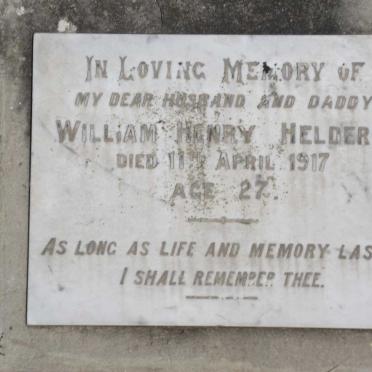 IN LOVING MEMORY OF
MY DEAR HUSBAND AND DADDY
WILLIAM HENRY HELDER
DIED 11TH APRIL 1917
AGE 27.
AS LONG AS LIFE AND MEMORY LAS
I SHALL REMEMBER THEE.